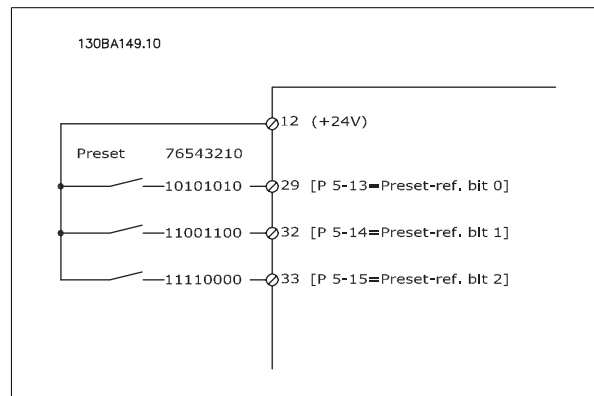 130BA149.10
12 (+24V)
Preset 76543210
10101010 29 [P 5-13=Preset-ref. bit 0]
11001100 32 [P 5-14=Preset-ref. bit 1]
11110000 33 [P 5-15=Preset-ref. bit 2]